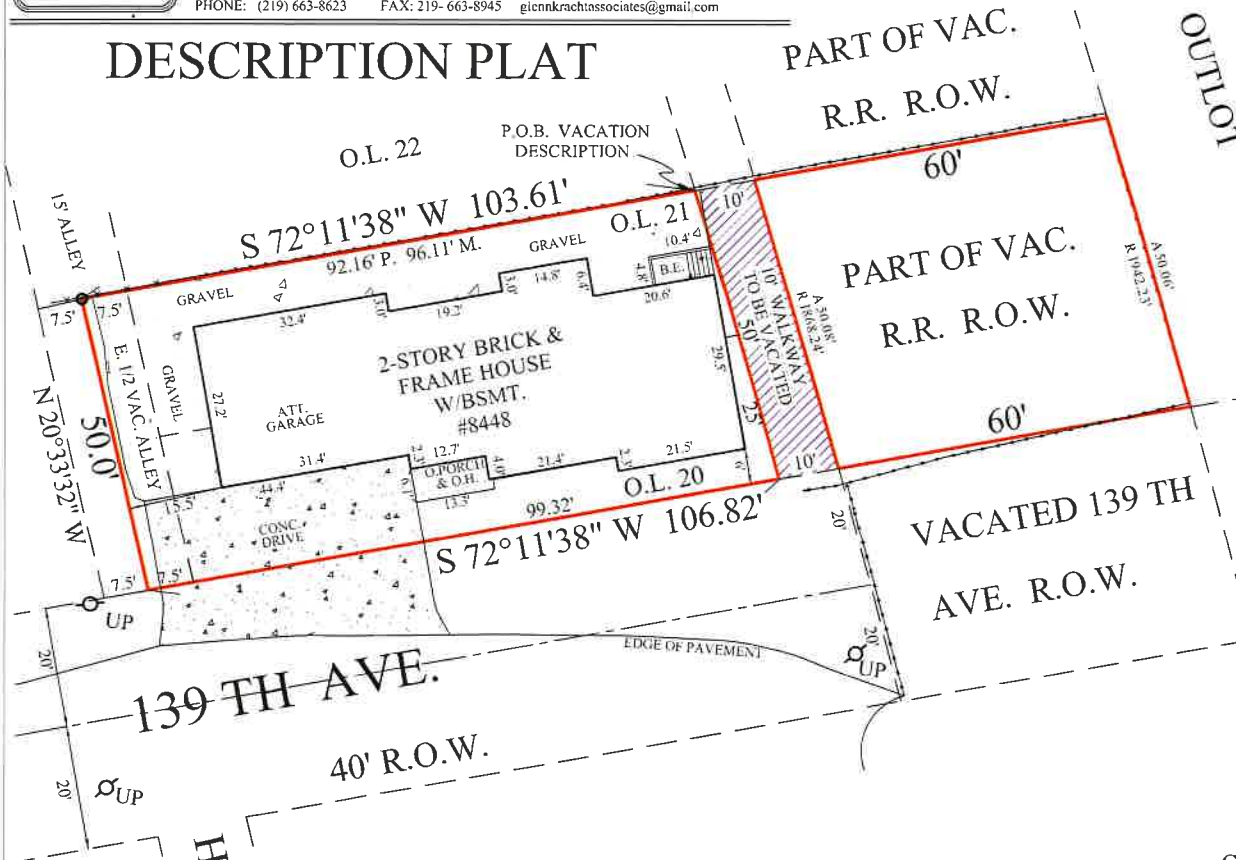 PHONE: (219) 663-8623 FAX: 219- 663-8945 glennkrachtassociates@gmail.com
DESCRIPTION PLAT
PART OF VAC.
R.R. R.O.W.
OUTLOT
P.O.B. VACATION
DESCRIPTION
O.L. 22
15' ALLEY
S 72°11'38" W 103.61'
92.16' P. 96.11' M.
GRAVEL
O.L. 21
10'
60'
7.5'
7.5'
GRAVEL
10.4'
4.8'
B.E.
14.8'
6.4'
3.0'
20.6'
32.4'
3.0'
19.2'
PART OF VAC.
R.R. R.O.W.
A 50.06'
R 1942.23'
A 50.08'
R 1868.24'
10' WALKWAY
TO BE VACATED
50'
25'
29.5'
2-STORY BRICK &
FRAME HOUSE
W/BSMT.
#8448
E. 1/2 VAC. ALLEY
GRAVEL
27.2'
ATT.
GARAGE
N 20°33'32" W
50.0'
31.4'
12.7'
O.PORCH
& O.H.
13.3'
4.0'
21.4'
21.5'
6'
O.L. 20
10'
60'
15.5'
44.4'
CONC.
DRIVE
99.32'
S 72°11'38" W 106.82'
7.5'
7.5'
UP
20'
20'
VACATED 139 TH
AVE. R.O.W.
EDGE OF PAVEMENT
20'
UP
139 TH AVE.
40' R.O.W.
20'
UP
H